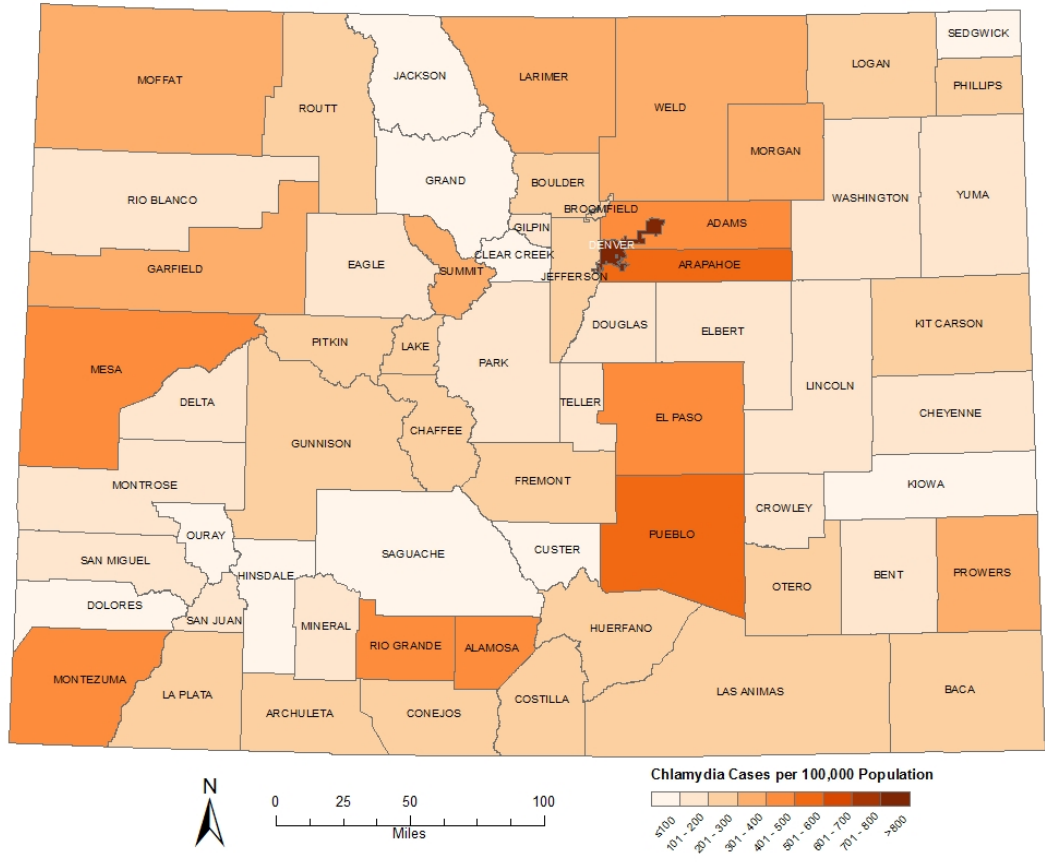 SEDGWICK
LOGAN
JACKSON
LARIMER
MOFFAT
PHILLIPS
ROUTT
WELD
MORGAN
GRAND
BOULDER
RIO BLANCO
WASHINGTON
YUMA
BROOMFIELD
GILPIN
ADAMS
DENVER
CLEAR CREEK
EAGLE
ARAPAHOE
GARFIELD
SUMMIT
JEFFERSON
DOUGLAS
ELBERT
KIT CARSON
PITKIN
LAKE
PARK
MESA
LINCOLN
DELTA
TELLER
CHEYENNE
EL PASO
CHAFFEE
GUNNISON
FREMONT
MONTROSE
KIOWA
CROWLEY
OURAY
PUEBLO
SAGUACHE
CUSTER
SAN MIGUEL
HINSDALE
BENT
PROWERS
OTERO
DOLORES
SAN JUAN
MINERAL
HUERFANO
RIO GRANDE
ALAMOSA
MONTEZUMA
LA PLATA
COSTILLA
LAS ANIMAS
BACA
ARCHULETA
CONEJOS
N
0 25 50 100
Miles
Chlamydia Cases per 100,000 Population
≤100
101 - 200
201 - 300
301 - 400
401 - 500
501 - 600
601 - 700
701 - 800
>800